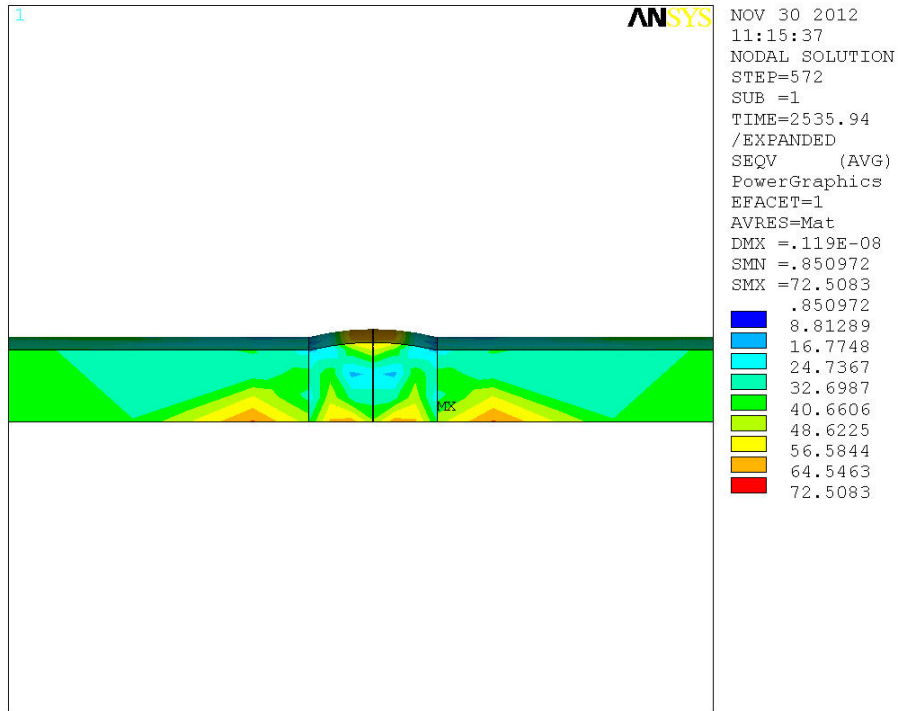 1
ANSYS
NOV 30 2012
11:15:37
NODAL SOLUTION
STEP=572
SUB =1
TIME=2535.94
/EXPANDED
SEQV (AVG)
PowerGraphics
EFACET=1
AVRES=Mat
DMX =.119E-08
SMN =.850972
SMX =72.5083
.850972
8.81289
16.7748
24.7367
32.6987
40.6606
48.6225
56.5844
64.5463
72.5083
MX